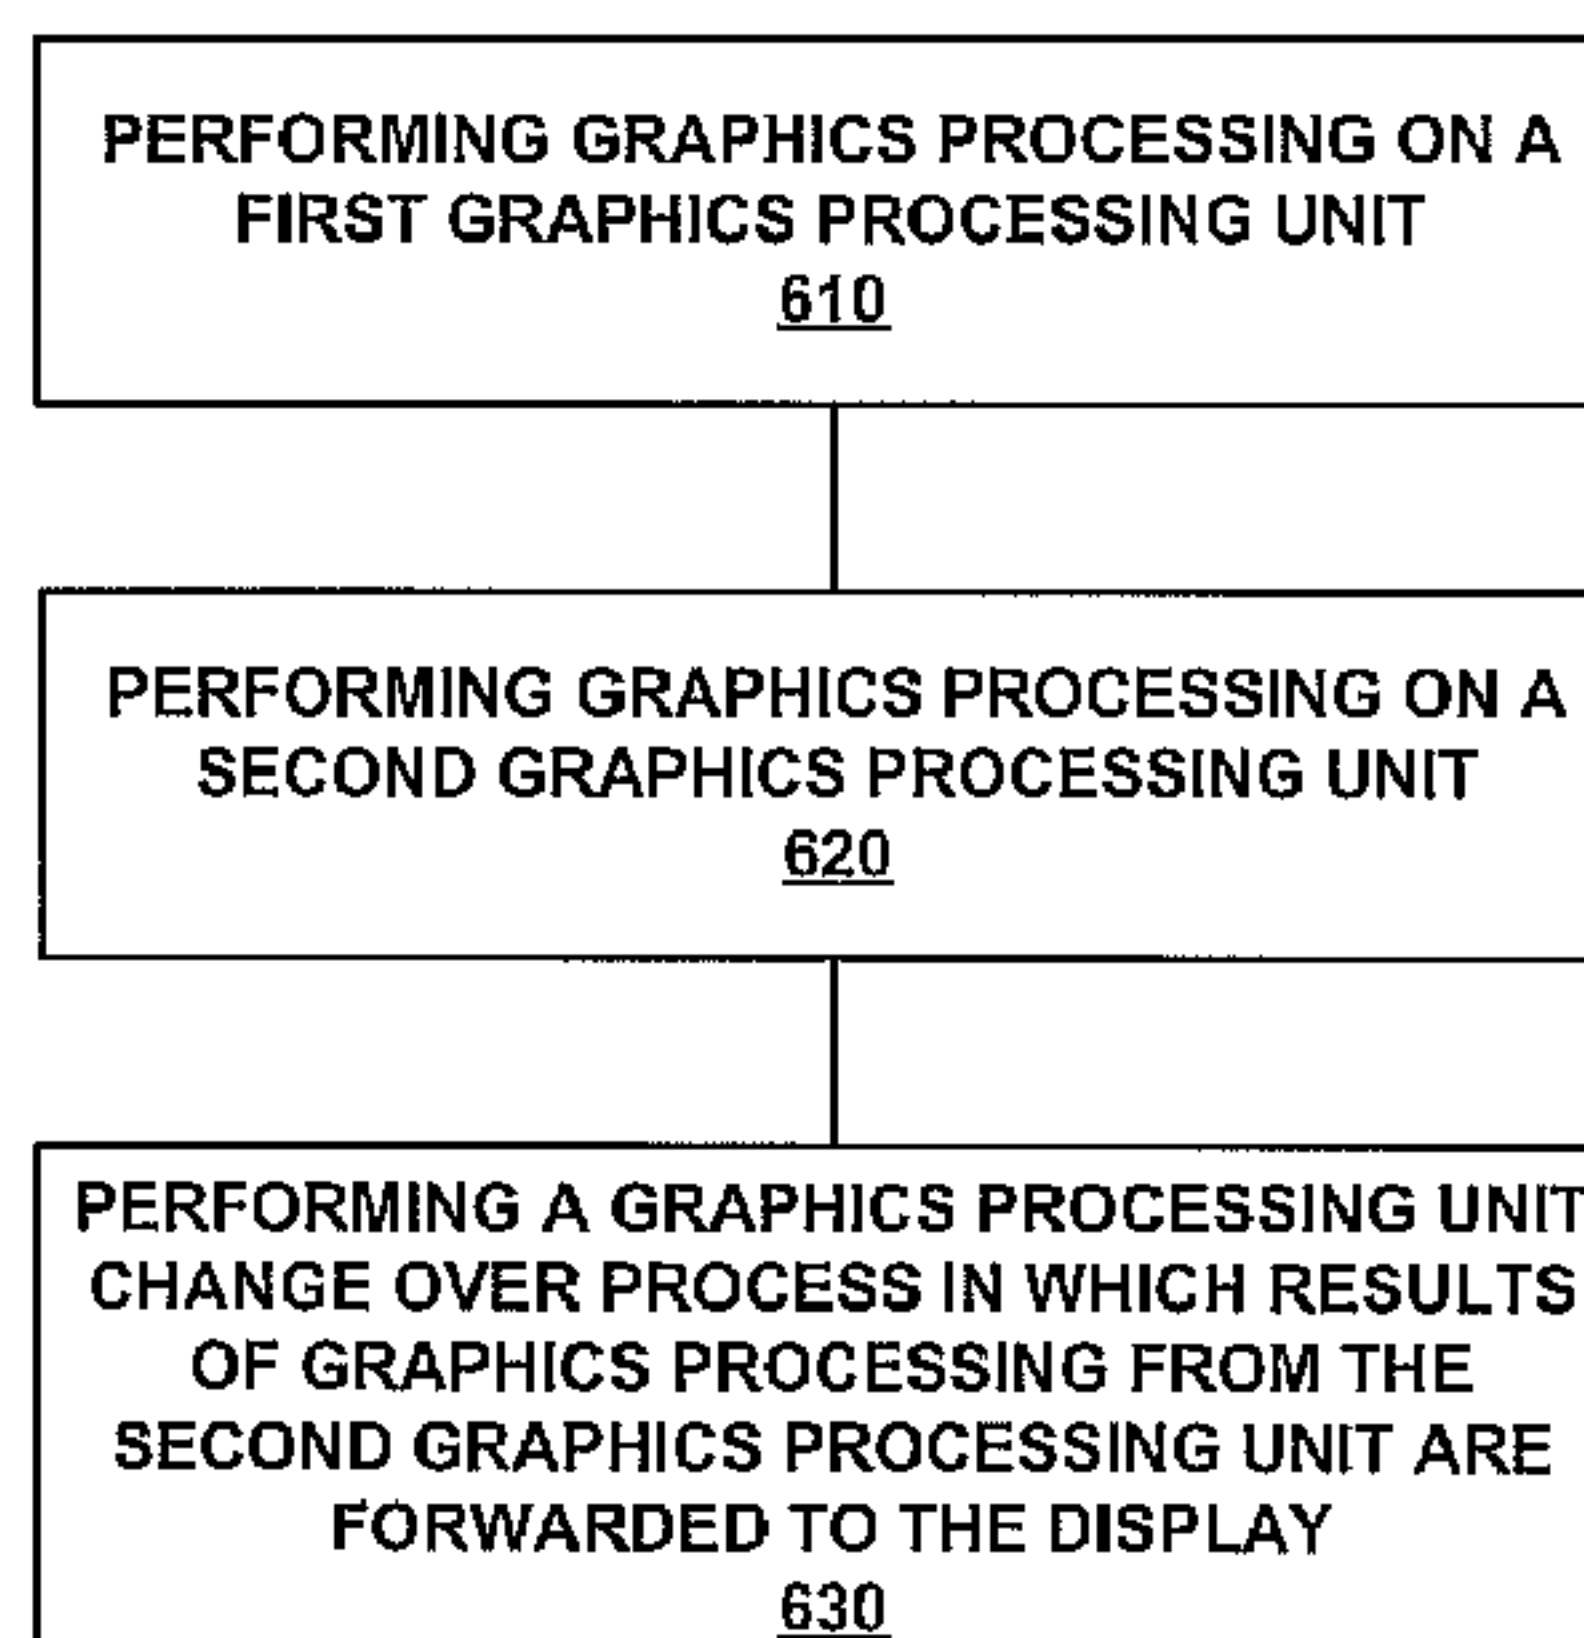 PERFORMING GRAPHICS PROCESSING ON A
FIRST GRAPHICS PROCESSING UNIT
610
PERFORMING GRAPHICS PROCESSING ON A
SECOND GRAPHICS PROCESSING UNIT
620
PERFORMING A GRAPHICS PROCESSING UNIT
CHANGE OVER PROCESS IN WHICH RESULTS
OF GRAPHICS PROCESSING FROM THE
SECOND GRAPHICS PROCESSING UNIT ARE
FORWARDED TO THE DISPLAY
630